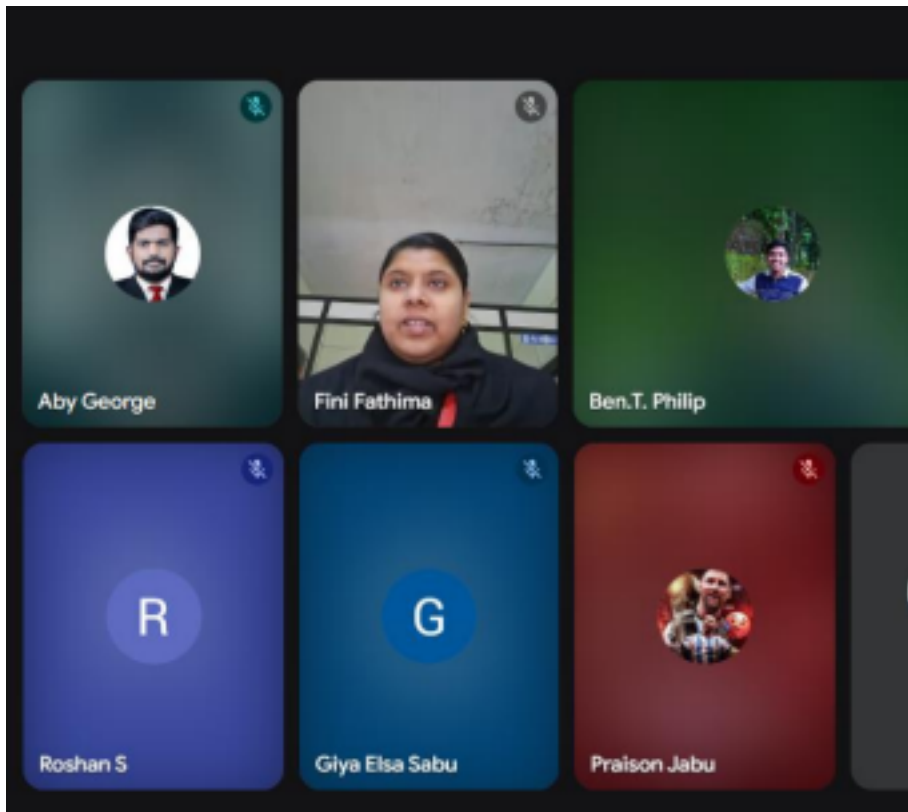 Aby George
Fini Fathima
Ben.T. Philip
R
G
Roshan S
Giya Elsa Sabu
Praison Jabu